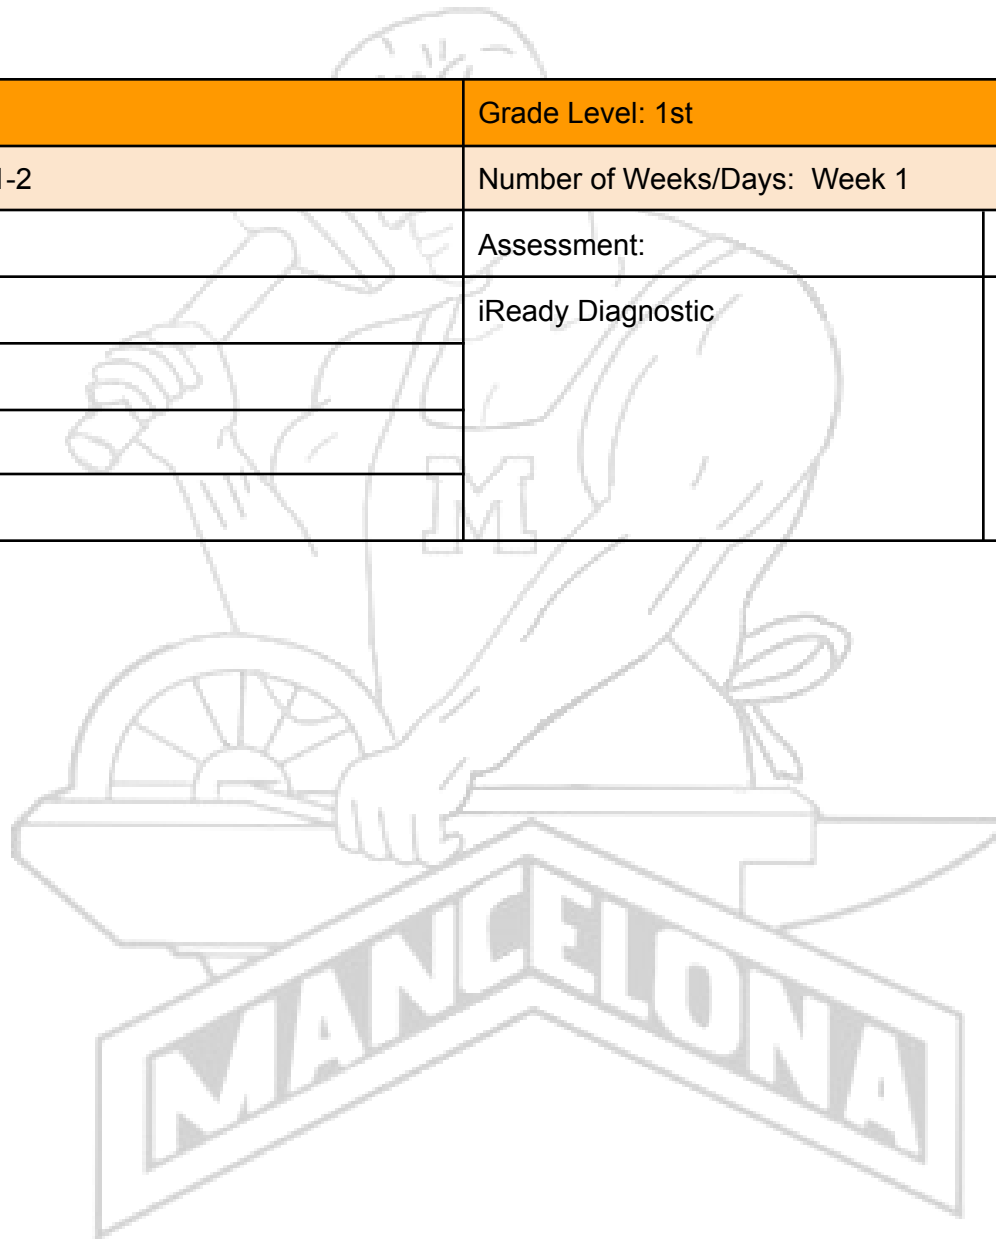 Grade Level: 1st
-2
Number of Weeks/Days: Week 1
Assessment:
iReady Diagnostic
M
MANCELONA